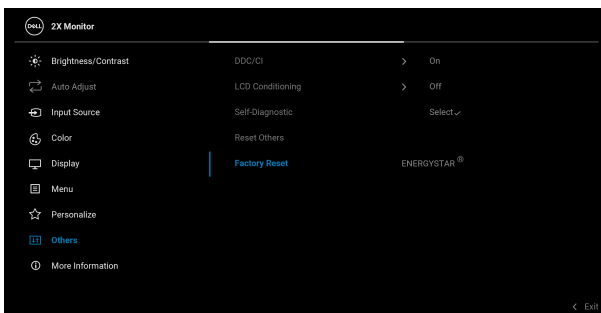 DELL 2X Monitor
Brightness/Contrast DDC/CI > On
Auto Adjust LCD Conditioning > Off
Input Source Self-Diagnostic Select✓
Color Reset Others
Display Factory Reset ENERGYSTAR ®
Menu
Personalize
Others
More Information
< Exit